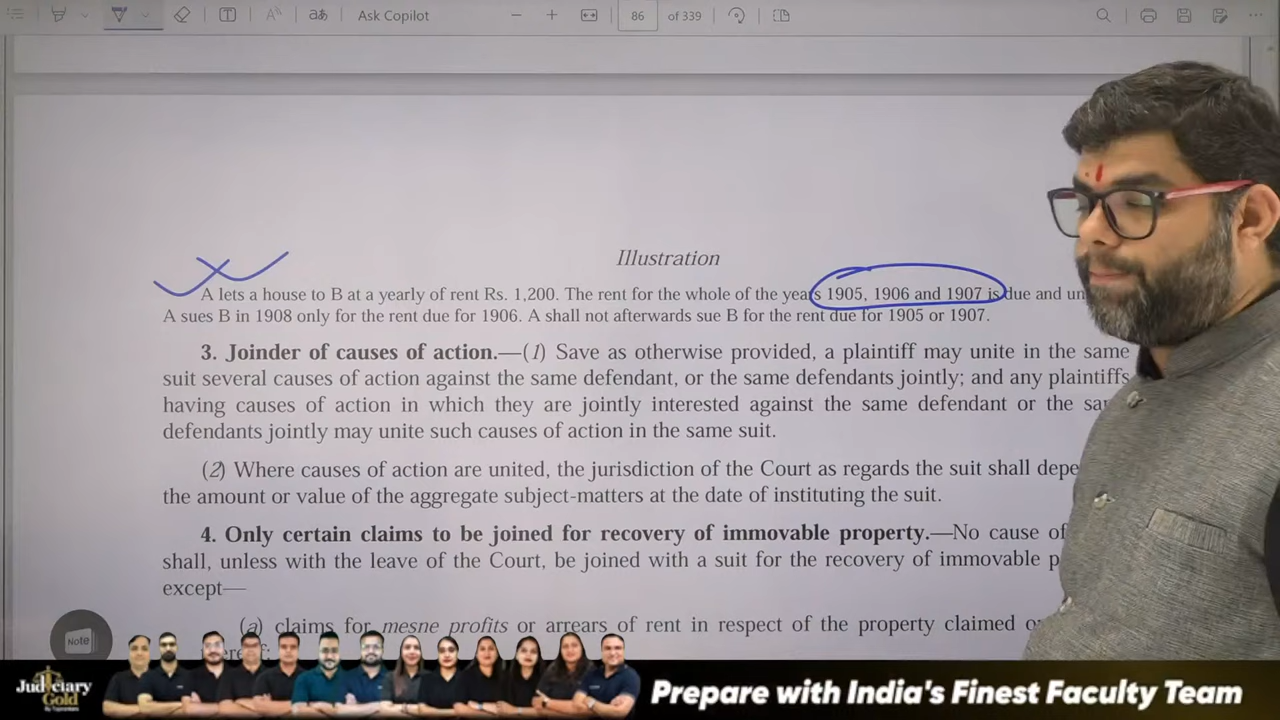 Ask Copilot
86 of 339
Illustration
A lets a house to B at a yearly of rent Rs. 1,200. The rent for the whole of the years 1905, 1906 and 1907 is due and
A sues B in 1908 only for the rent due for 1906. A shall not afterwards sue B for the rent due for 1905 or 1907.
3. Joinder of causes of action.—(1) Save as otherwise provided, a plaintiff may unite in the same
suit several causes of action against the same defendant, or the same defendants jointly; and any plaintiffs
having causes of action in which they are jointly interested against the same defendant or the
defendants jointly may unite such causes of action in the same suit.
(2) Where causes of action are united, the jurisdiction of the Court as regards the suit shall
the amount or value of the aggregate subject-matters at the date of instituting the suit.
4. Only certain claims to be joined for recovery of immovable property.—No cause of
shall, unless with the leave of the Court, be joined with a suit for the recovery of immovable
except—
(a) claims for mesne profits or arrears of rent in respect of the property claimed
Note
Judiciary
Gold
Prepare with India's Finest Faculty Team